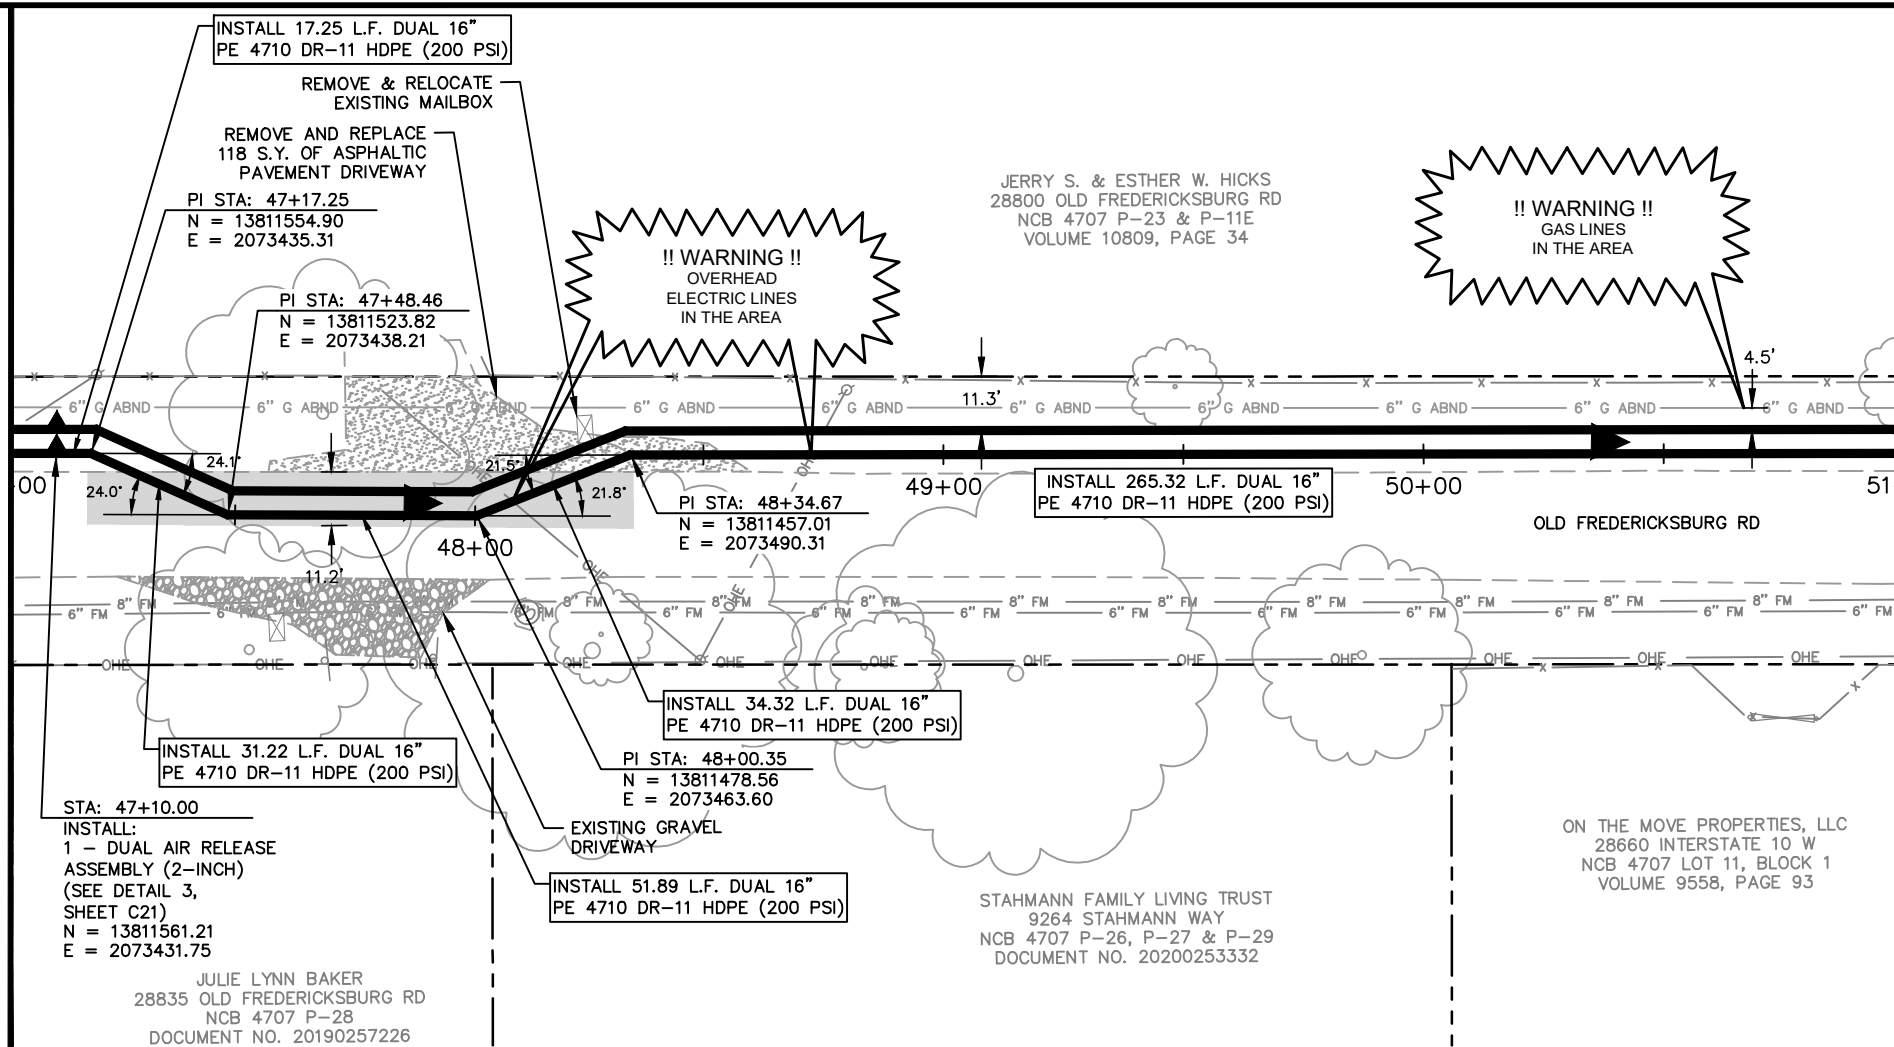 INSTALL 17.25 L.F. DUAL 16"
PE 4710 DR-11 HDPE (200 PSI)
REMOVE & RELOCATE
EXISTING MAILBOX
REMOVE AND REPLACE
118 S.Y. OF ASPHALTIC
PAVEMENT DRIVEWAY
PI STA: 47+17.25
N = 13811554.90
E = 2073435.31
PI STA: 47+48.46
N = 13811523.82
E = 2073438.21
!! WARNING !!
OVERHEAD
ELECTRIC LINES
IN THE AREA
JERRY S. & ESTHER W. HICKS
28800 OLD FREDERICKSBURG RD
NCB 4707 P-23 & P-11E
VOLUME 10809, PAGE 34
!! WARNING !!
GAS LINES
IN THE AREA
4.5'
11.3'
x x x x x x x x x x x x x x x
6" G ABND 6" G ABND 6" G ABND 6" G ABND 6" G ABND 6" G ABND 6" G ABND 6" G ABND 6" G ABND 6" G ABND
24.1°
24.0°
21.5°
21.8°
OHE
00
48+00
49+00
50+00
51
11.2'
PI STA: 48+34.67
N = 13811457.01
E = 2073490.31
INSTALL 265.32 L.F. DUAL 16"
PE 4710 DR-11 HDPE (200 PSI)
OLD FREDERICKSBURG RD
OHE
OHE
8" FM 8" FM 8" FM 8" FM 8" FM 8" FM 8" FM 8" FM 8" FM 8" FM
6" FM 6" FM 6" FM 6" FM 6" FM 6" FM 6" FM 6" FM 6" FM 6" FM 6" FM 6" FM
OHE OHE OHE OHE OHE OHE OHE OHE OHE OHE OHE OHE
x x x
INSTALL 34.32 L.F. DUAL 16"
PE 4710 DR-11 HDPE (200 PSI)
INSTALL 31.22 L.F. DUAL 16"
PE 4710 DR-11 HDPE (200 PSI)
PI STA: 48+00.35
N = 13811478.56
E = 2073463.60
EXISTING GRAVEL
DRIVEWAY
INSTALL 51.89 L.F. DUAL 16"
PE 4710 DR-11 HDPE (200 PSI)
STA: 47+10.00
INSTALL:
1 - DUAL AIR RELEASE
ASSEMBLY (2-INCH)
(SEE DETAIL 3,
SHEET C21)
N = 13811561.21
E = 2073431.75
JULIE LYNN BAKER
28835 OLD FREDERICKSBURG RD
NCB 4707 P-28
DOCUMENT NO. 20190257226
STAHMANN FAMILY LIVING TRUST
9264 STAHMANN WAY
NCB 4707 P-26, P-27 & P-29
DOCUMENT NO. 20200253332
ON THE MOVE PROPERTIES, LLC
28660 INTERSTATE 10 W
NCB 4707 LOT 11, BLOCK 1
VOLUME 9558, PAGE 93